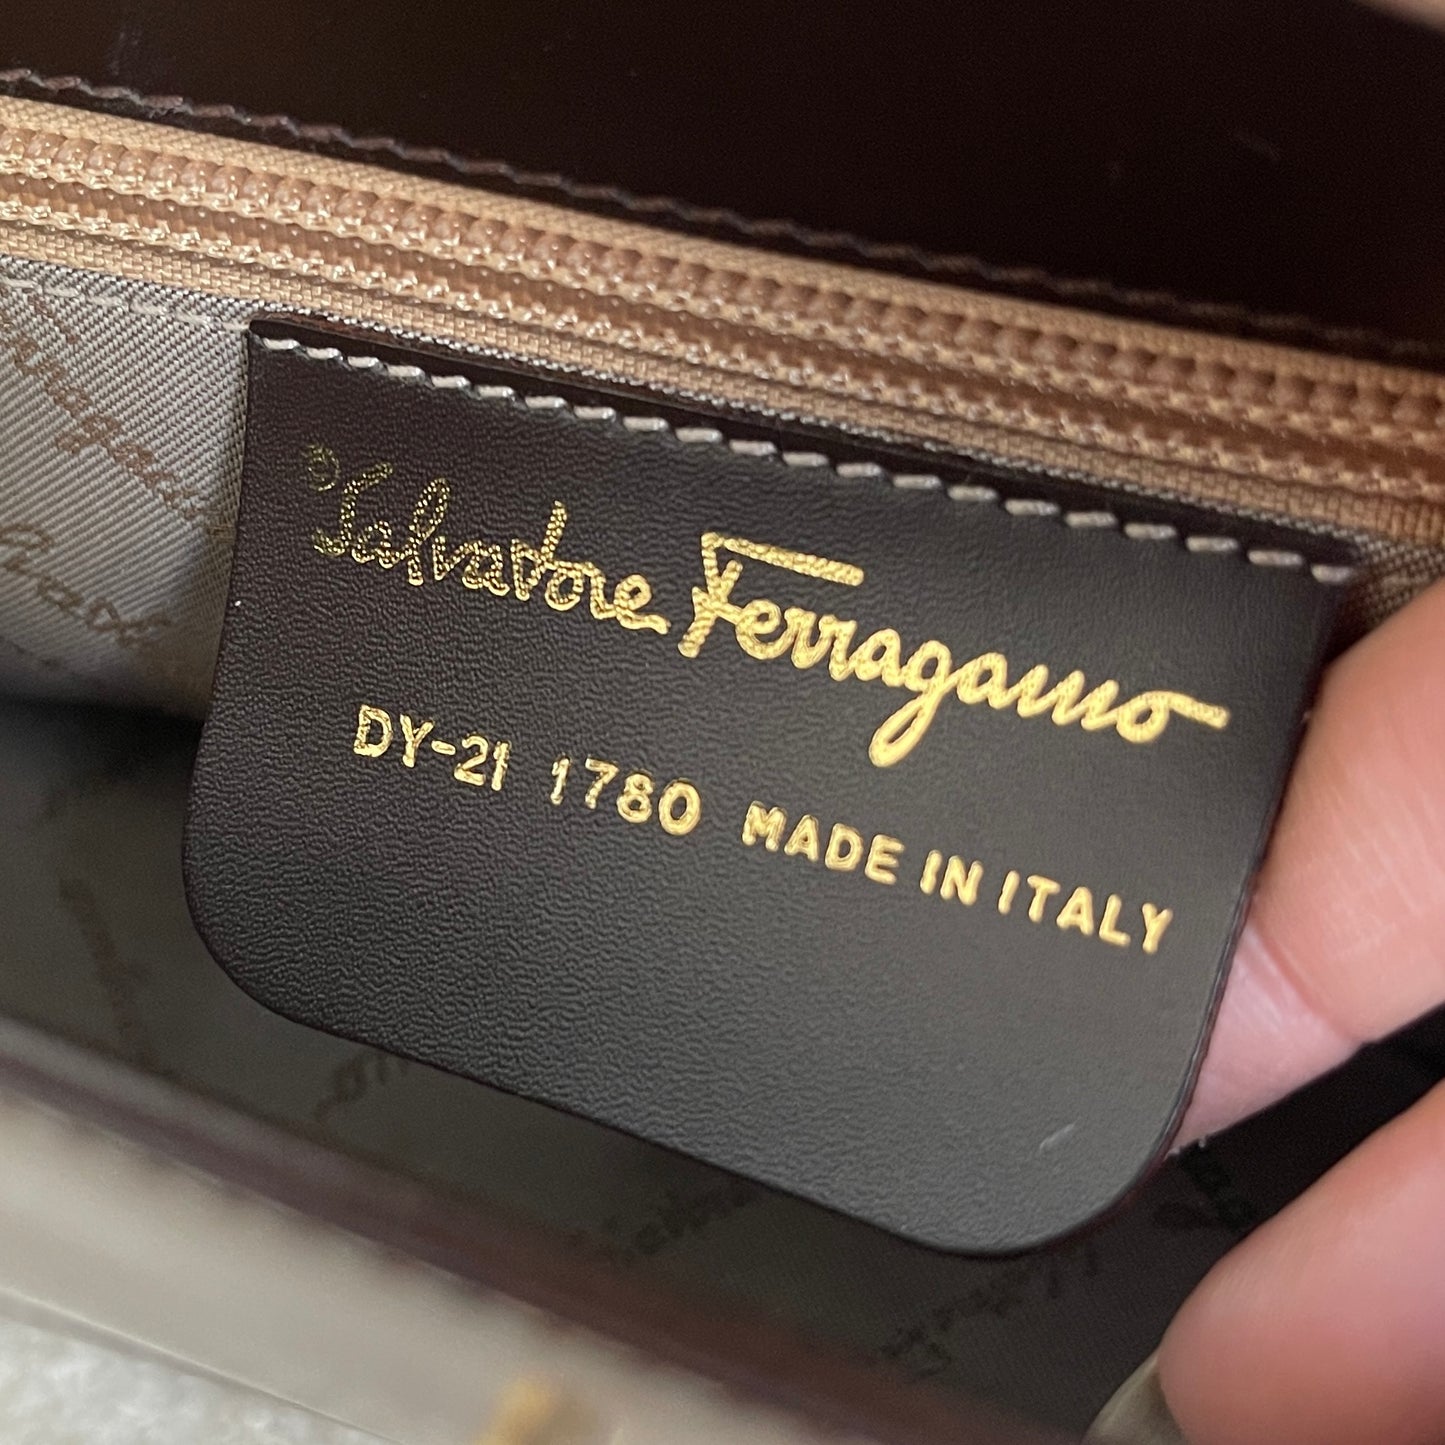 Salvatore Ferragamo
DY-21 1780 MADE IN ITALY